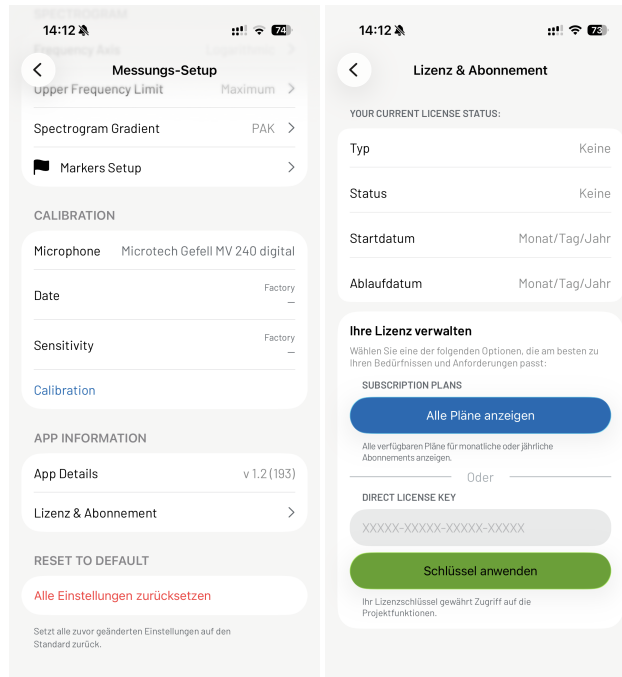 SPECTROGRAM
14:12
74
Frequency Axis Logarithmic
Messungs-Setup
Upper Frequency Limit Maximum
Spectrogram Gradient PAK
Markers Setup
CALIBRATION
Microphone Microtech Gefell MV 240 digital
Date Factory
–
Sensitivity Factory
–
Calibration
APP INFORMATION
App Details v 1.2 (193)
Lizenz & Abonnement
RESET TO DEFAULT
Alle Einstellungen zurücksetzen
Setzt alle zuvor geänderten Einstellungen auf den
Standard zurück.
14:12
73
Lizenz & Abonnement
YOUR CURRENT LICENSE STATUS:
Typ Keine
Status Keine
Startdatum Monat/Tag/Jahr
Ablaufdatum Monat/Tag/Jahr
Ihre Lizenz verwalten
Wählen Sie eine der folgenden Optionen, die am besten zu
Ihren Bedürfnissen und Anforderungen passt:
SUBSCRIPTION PLANS
Alle Pläne anzeigen
Alle verfügbaren Pläne für monatliche oder jährliche
Abonnements anzeigen.
Oder
DIRECT LICENSE KEY
XXXXX-XXXXX-XXXXX-XXXXX
Schlüssel anwenden
Ihr Lizenzschlüssel gewährt Zugriff auf die
Projektfunktionen.